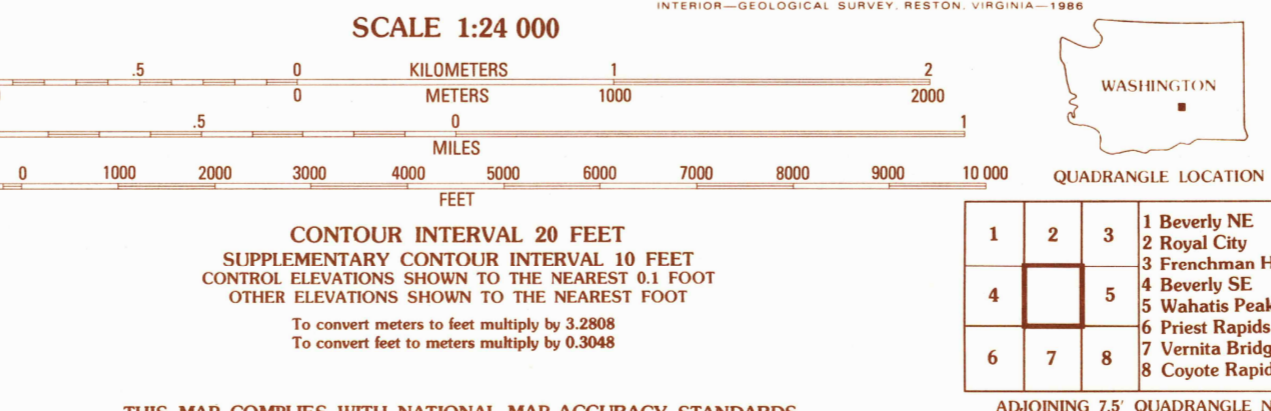 INTERIOR—GEOLOGICAL SURVEY, RESTON, VIRGINIA—1986
SCALE 1:24 000
.5 0 KILOMETERS 1 2
0 METERS 1000 2000
.5 0 1
MILES
0 1000 2000 3000 4000 5000 6000 7000 8000 9000 10 000
FEET
WASHINGTON
QUADRANGLE LOCATION
CONTOUR INTERVAL 20 FEET
SUPPLEMENTARY CONTOUR INTERVAL 10 FEET
CONTROL ELEVATIONS SHOWN TO THE NEAREST 0.1 FOOT
OTHER ELEVATIONS SHOWN TO THE NEAREST FOOT
To convert meters to feet multiply by 3.2808
To convert feet to meters multiply by 0.3048
1 2 3
4 5
6 7 8
1 Beverly NE
2 Royal City
3 Frenchman H
4 Beverly SE
5 Wahatis Peak
6 Priest Rapids
7 Vernita Bridg
8 Coyote Rapid
THIS MAP COMPLIES WITH NATIONAL MAP ACCURACY STANDARDS
ADJOINING 7.5' QUADRANGLE N